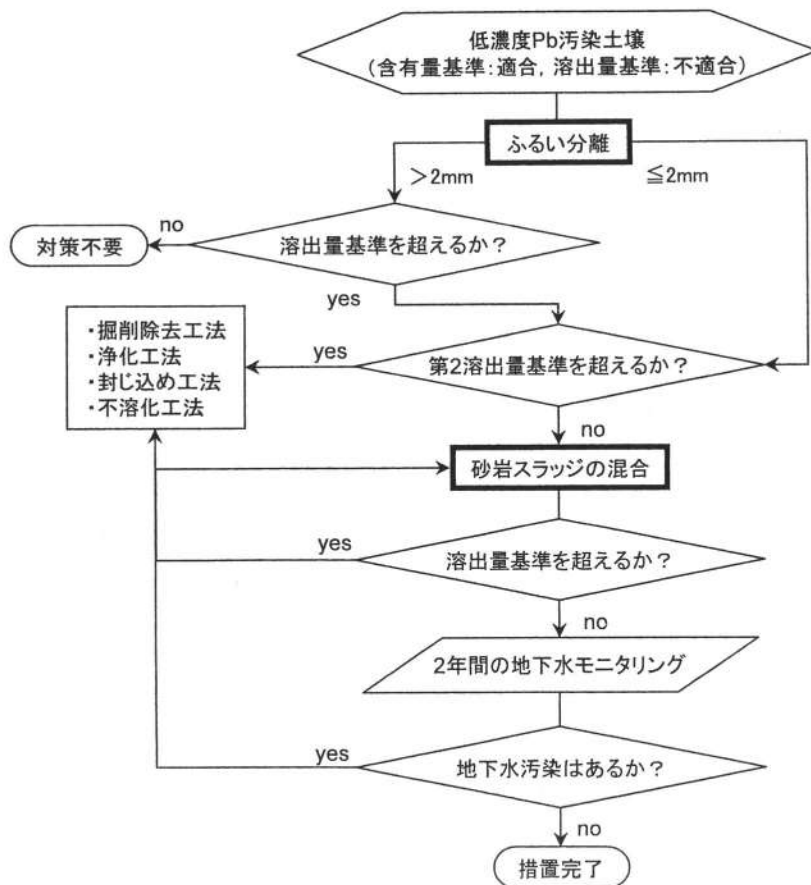 低濃度Pb汚染土壌
（含有量基準：適合，溶出量基準：不適合）
ふるい分離
＞2mm
≦2mm
no
対策不要
溶出量基準を超えるか？
yes
・掘削除去工法
・浄化工法
・封じ込め工法
・不溶化工法
yes
第2溶出量基準を超えるか？
no
砂岩スラッジの混合
yes
溶出量基準を超えるか？
no
2年間の地下水モニタリング
yes
地下水汚染はあるか？
no
措置完了